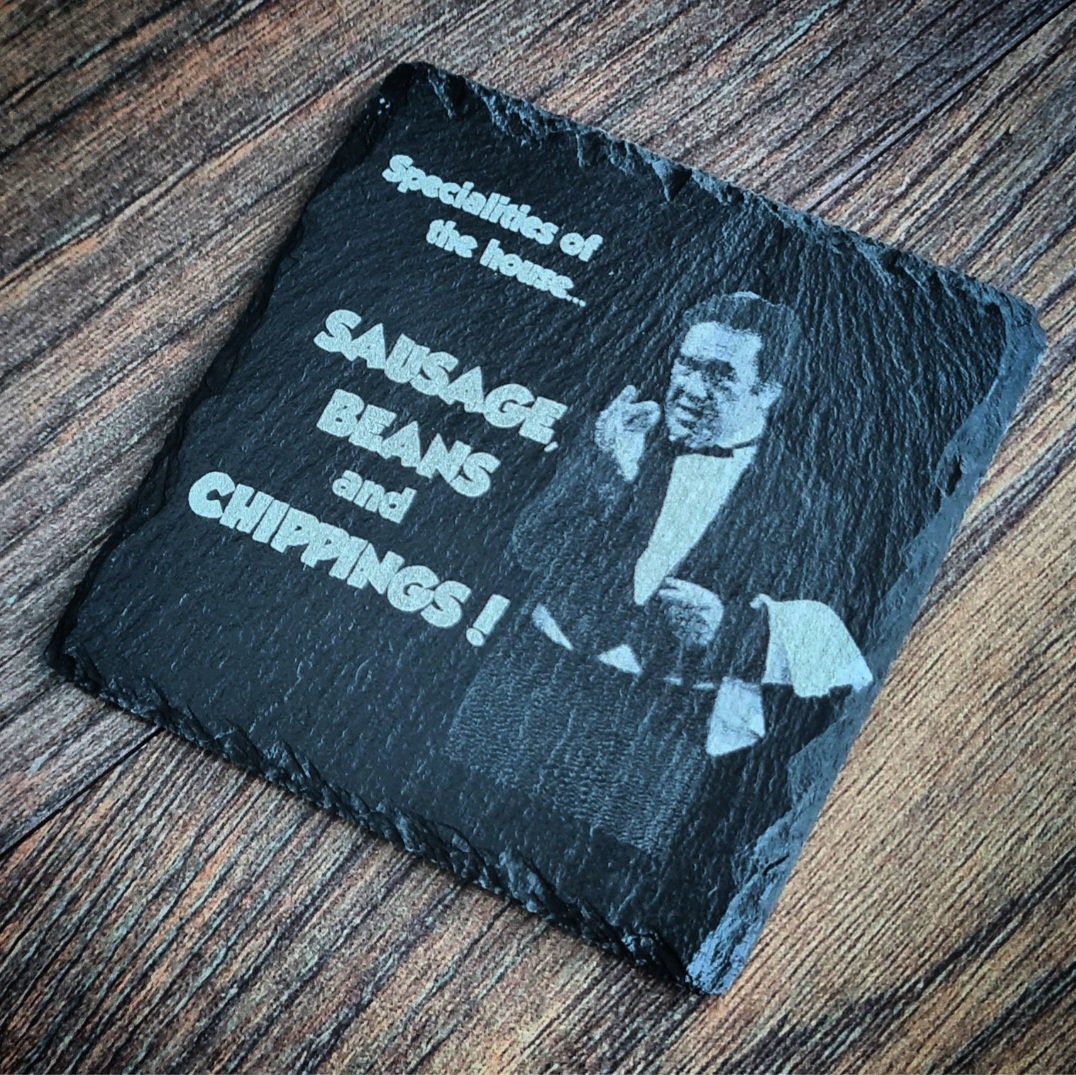 Specialities of
the house...
SAUSAGE,
BEANS
and
CHIPPINGS !